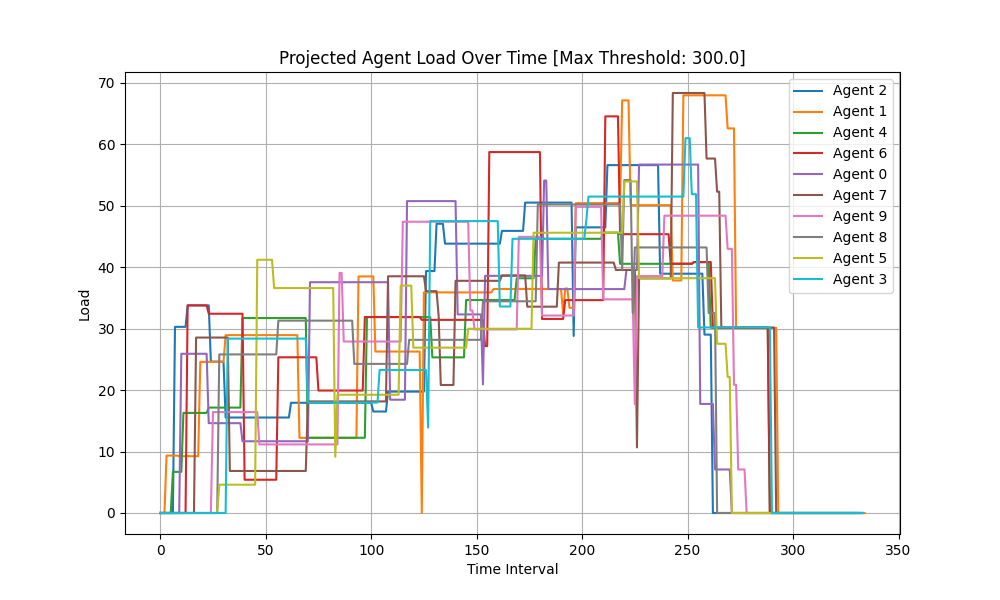 Projected Agent Load Over Time [Max Threshold: 300.0]
Load
70
60
50
40
30
20
10
0
0 50 100 150 200 250 300 350
Time Interval
Agent 2
Agent 1
Agent 4
Agent 6
Agent 0
Agent 7
Agent 9
Agent 8
Agent 5
Agent 3